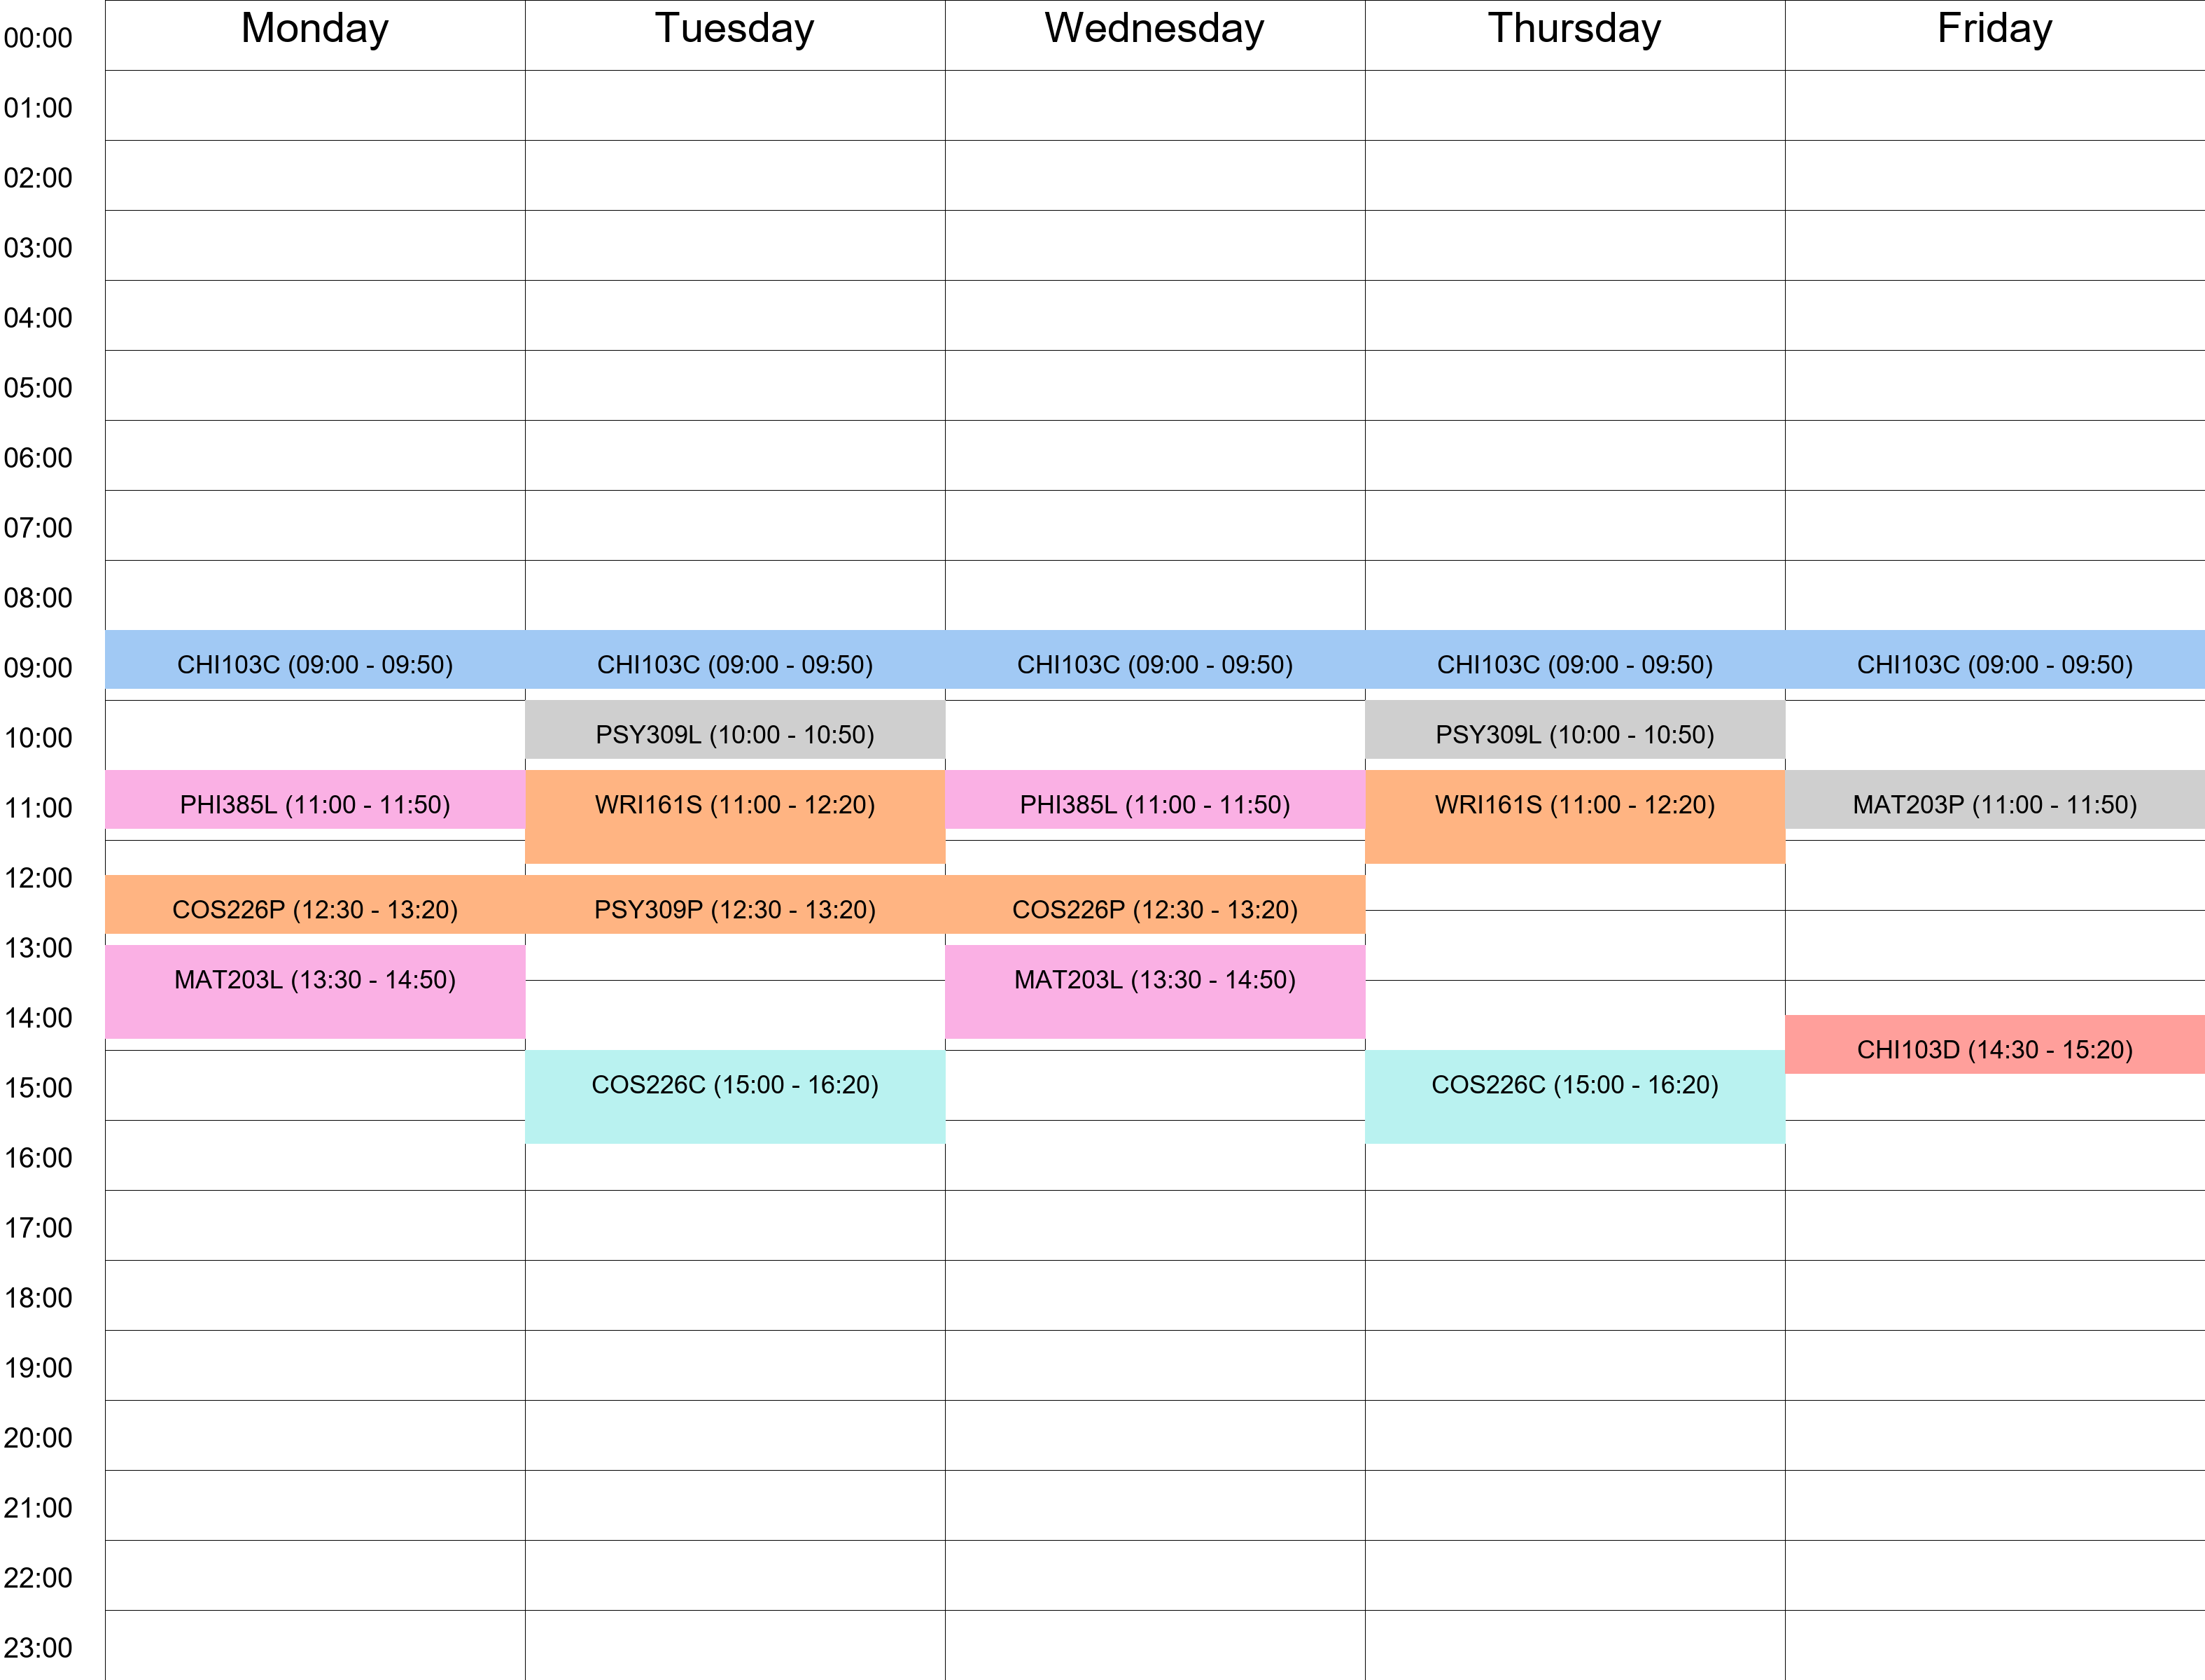 Monday Tuesday Wednesday Thursday Friday
00:00
01:00
02:00
03:00
04:00
05:00
06:00
07:00
08:00
09:00 CHI103C (09:00 - 09:50) CHI103C (09:00 - 09:50) CHI103C (09:00 - 09:50) CHI103C (09:00 - 09:50) CHI103C (09:00 - 09:50)
10:00 PSY309L (10:00 - 10:50) PSY309L (10:00 - 10:50)
11:00 PHI385L (11:00 - 11:50) WRI161S (11:00 - 12:20) PHI385L (11:00 - 11:50) WRI161S (11:00 - 12:20) MAT203P (11:00 - 11:50)
12:00
COS226P (12:30 - 13:20) PSY309P (12:30 - 13:20) COS226P (12:30 - 13:20)
13:00
MAT203L (13:30 - 14:50) MAT203L (13:30 - 14:50)
14:00
CHI103D (14:30 - 15:20)
15:00 COS226C (15:00 - 16:20) COS226C (15:00 - 16:20)
16:00
17:00
18:00
19:00
20:00
21:00
22:00
23:00